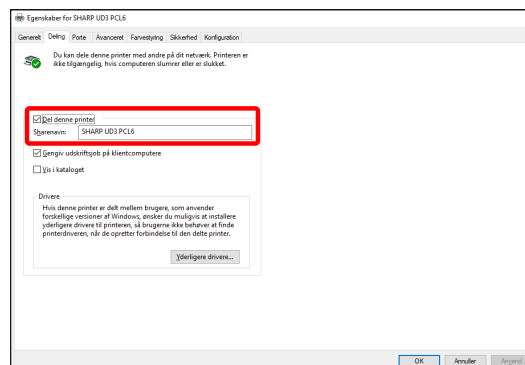 Egenskaber for SHARP UD3 PCL6
Generelt Deling Porte Avanceret Farvestyring Sikkerhed Konfiguration
Du kan dele denne printer med andre på dit netværk. Printeren er
ikke tilgængelig, hvis computeren slumrer eller er slukket.
Del denne printer
Sharenavn: SHARP UD3 PCL6
Gengiv udskriftsjob på klientcomputere
Vis i kataloget
Drivere
Hvis denne printer er delt mellem brugere, som anvender
forskellige versioner af Windows, ønsker du muligvis at installere
yderligere drivere til printeren, så brugerne ikke behøver at finde
printerdriveren, når de opretter forbindelse til den delte printer.
Yderligere drivere...
OK Annuller Anvend